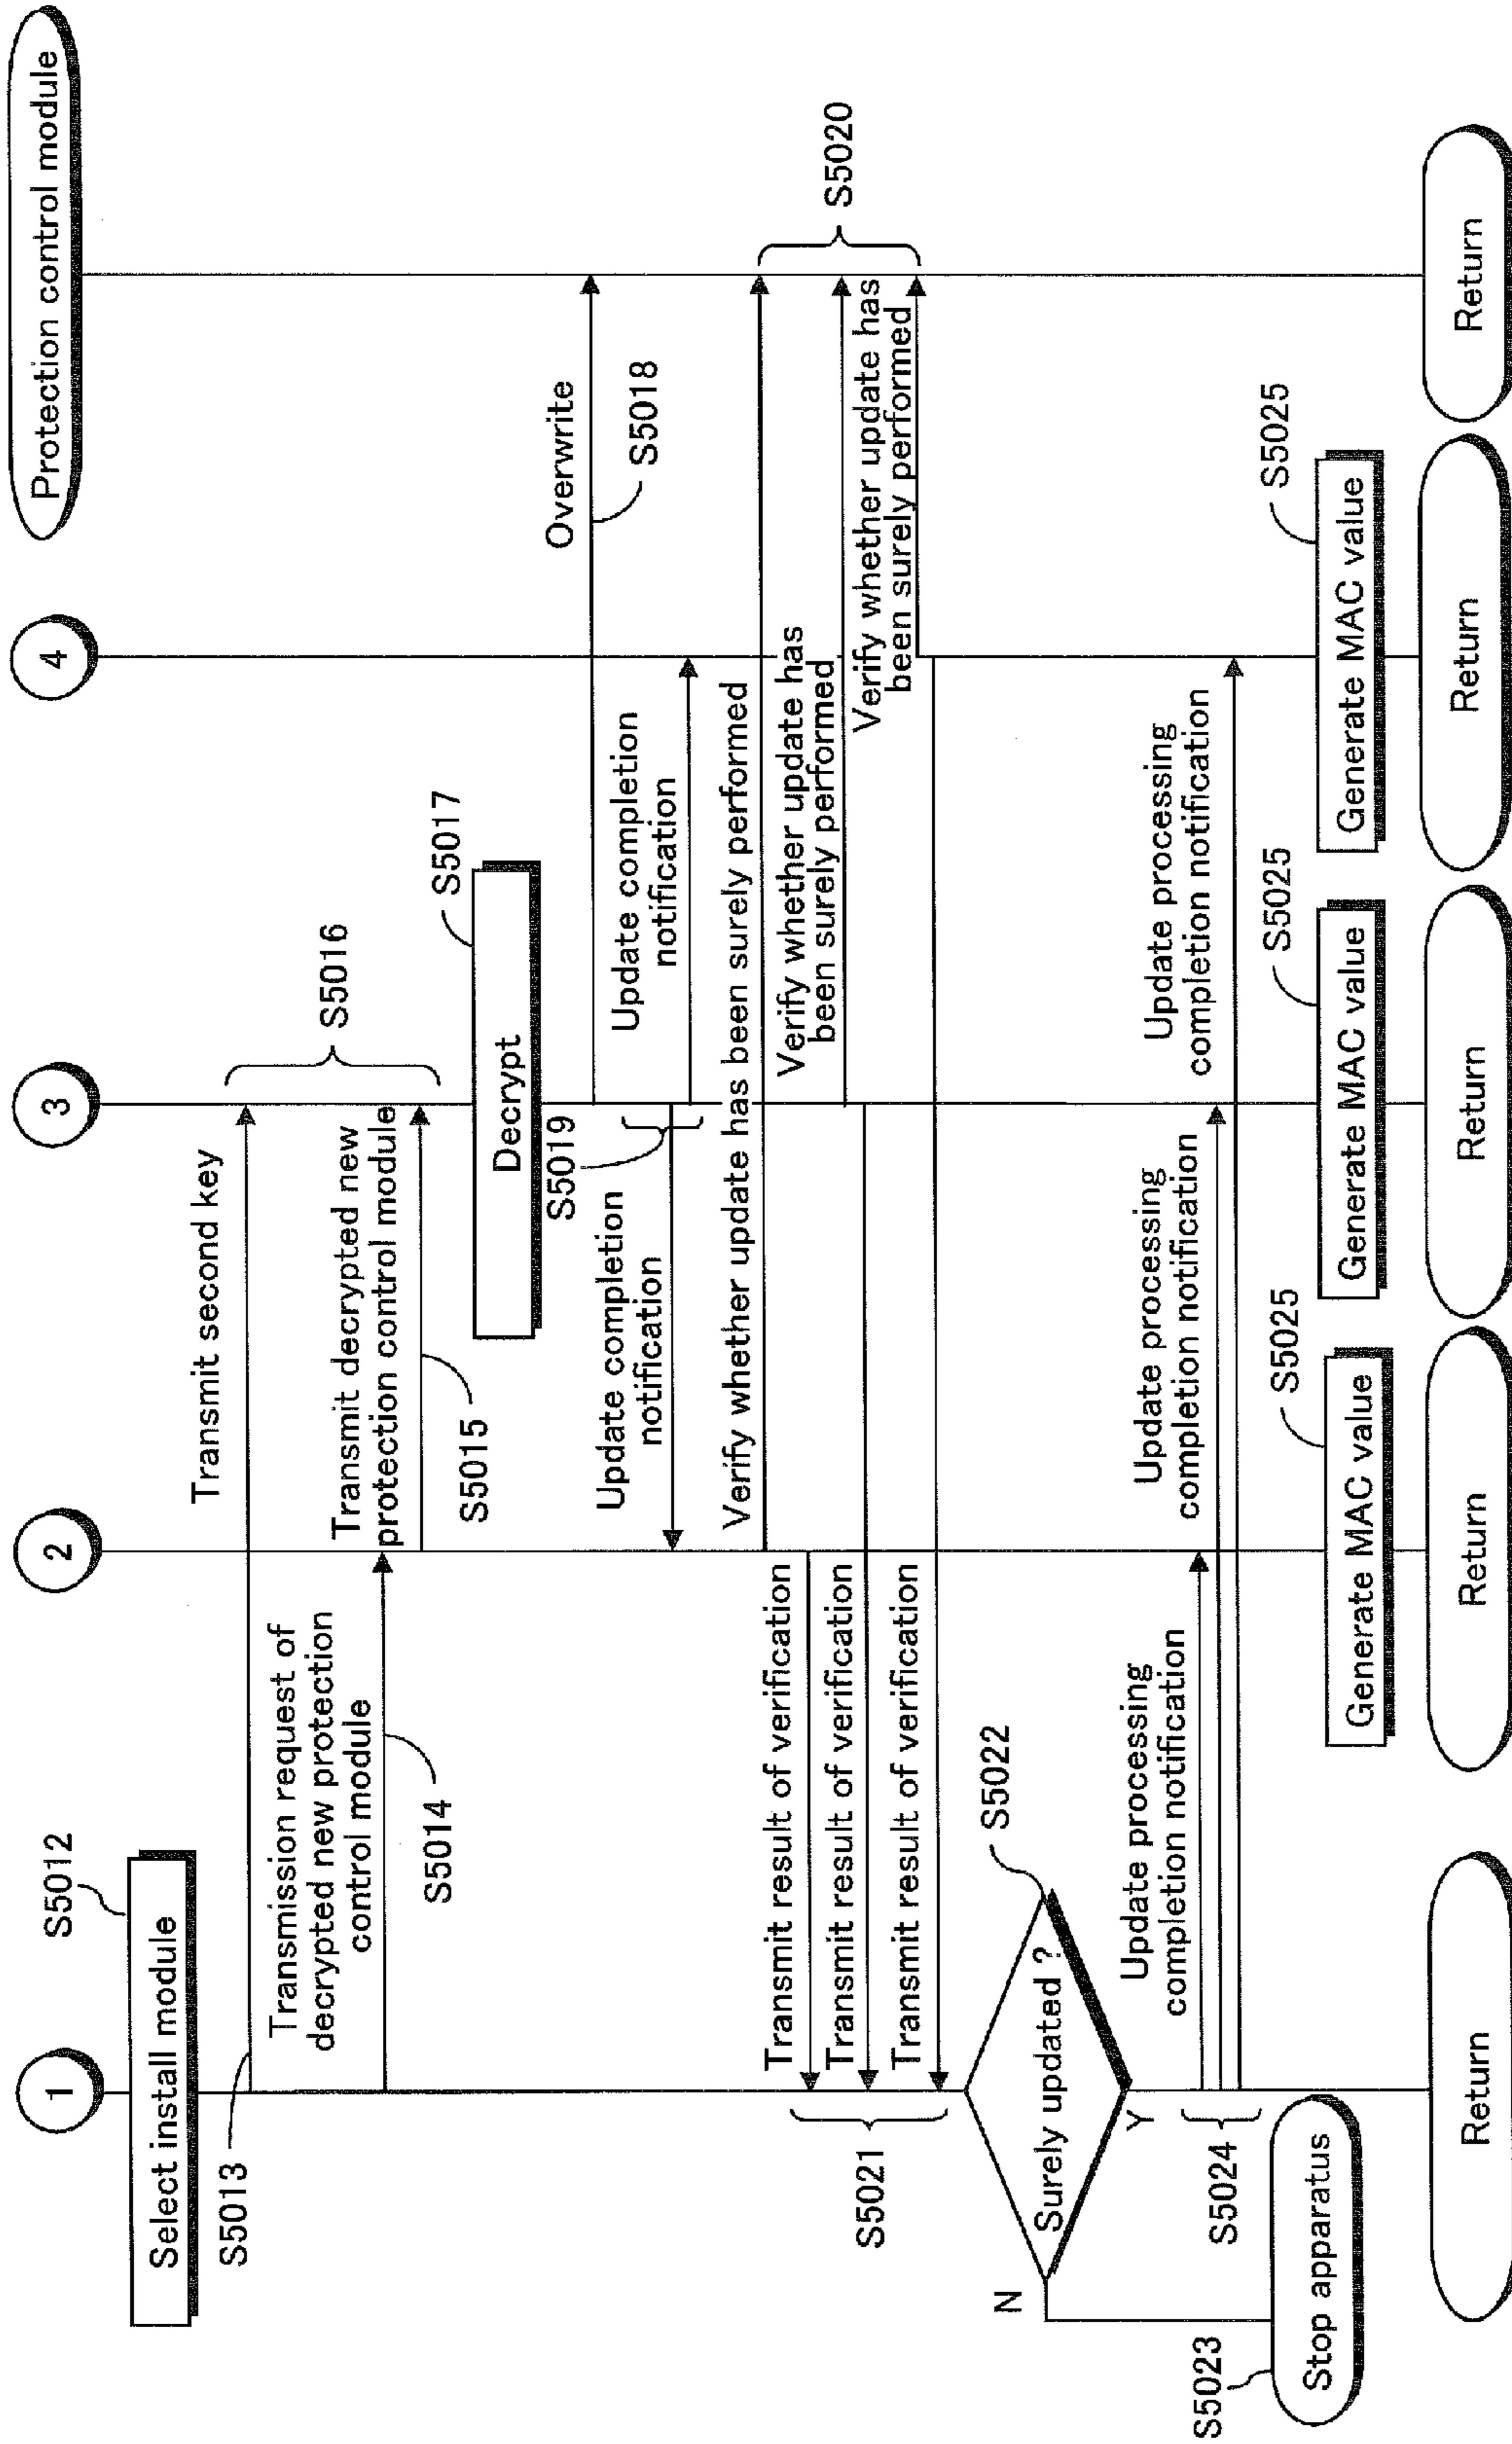 1
2
3
4
Protection control module
S5012
Select install module
S5013
Transmit second key
Transmission request of
decrypted new protection
control module
S5014
Transmit decrypted new
protection control module
S5015
S5016
S5017
Decrypt
Overwrite
S5018
S5019
Update completion
notification
Update completion
notification
Verify whether update has been surely performed
Verify whether update has
been surely performed
Verify whether update has
been surely performed
S5020
Transmit result of verification
Transmit result of verification
Transmit result of verification
S5021
Surely updated ?
S5022
N
Y
S5023
Stop apparatus
S5024
Update processing
completion notification
Update processing
completion notification
Update processing
completion notification
S5025
Generate MAC value
S5025
Generate MAC value
S5025
Generate MAC value
Return
Return
Return
Return
Return